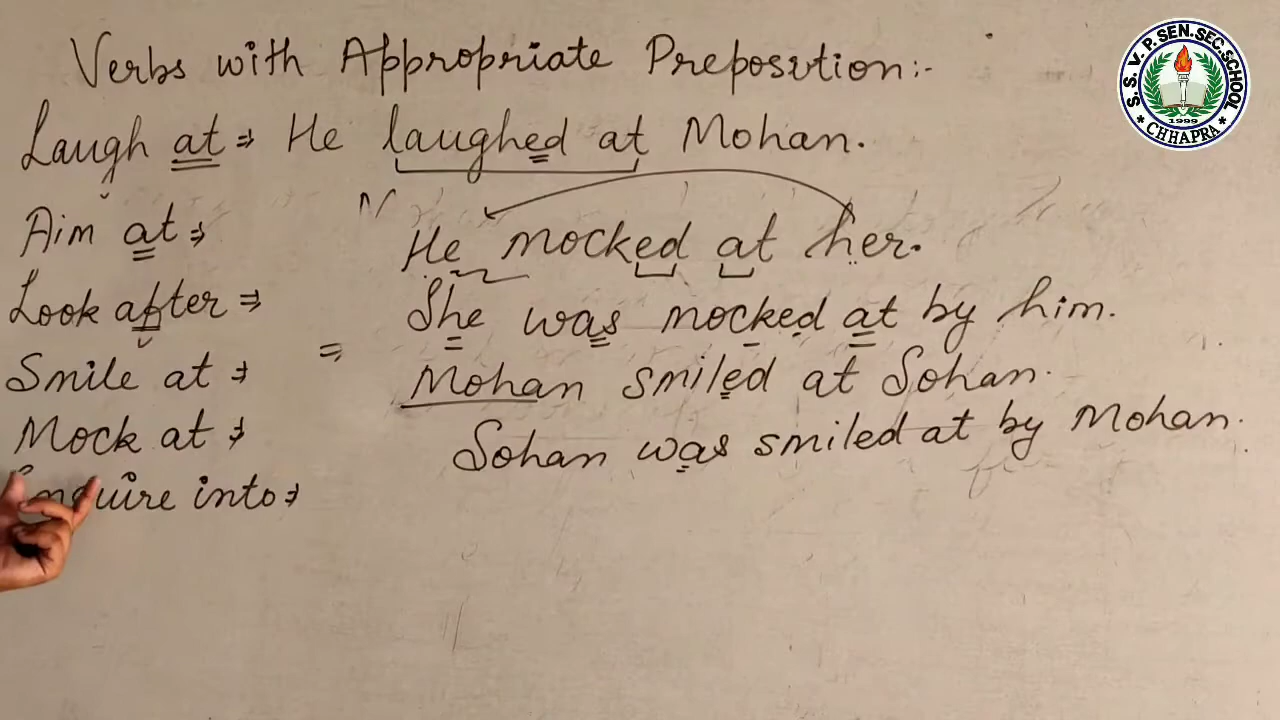 Verbs with Appropriate Preposition:-
Laugh at ⇒ He laughed at Mohan.
Aim at ⇒
He mocked at her.
Look after ⇒
She was mocked at by him.
Smile at ⇒
= Mohan smiled at Sohan.
Mock at ⇒
Sohan was smiled at by Mohan.
Enquire into ⇒
S.S.V.P. SEN. SEC. SCHOOL
1999
* CHHAPRA *